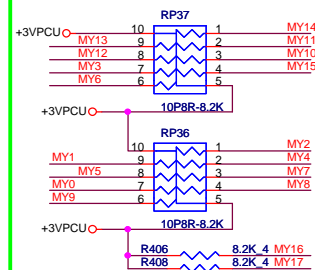 RP37
+3VPCU 10 1 MY14
MY13 9 2 MY11
MY12 8 3 MY10
MY3 7 4 MY15
MY6 6 5
+3VPCU 10P8R-8.2K
RP36
10 1 MY2
MY1 9 2 MY4
MY5 8 3 MY7
MY0 7 4 MY8
MY9 6 5
+3VPCU 10P8R-8.2K
R406 8.2K_4 MY16
R408 8.2K_4 MY17